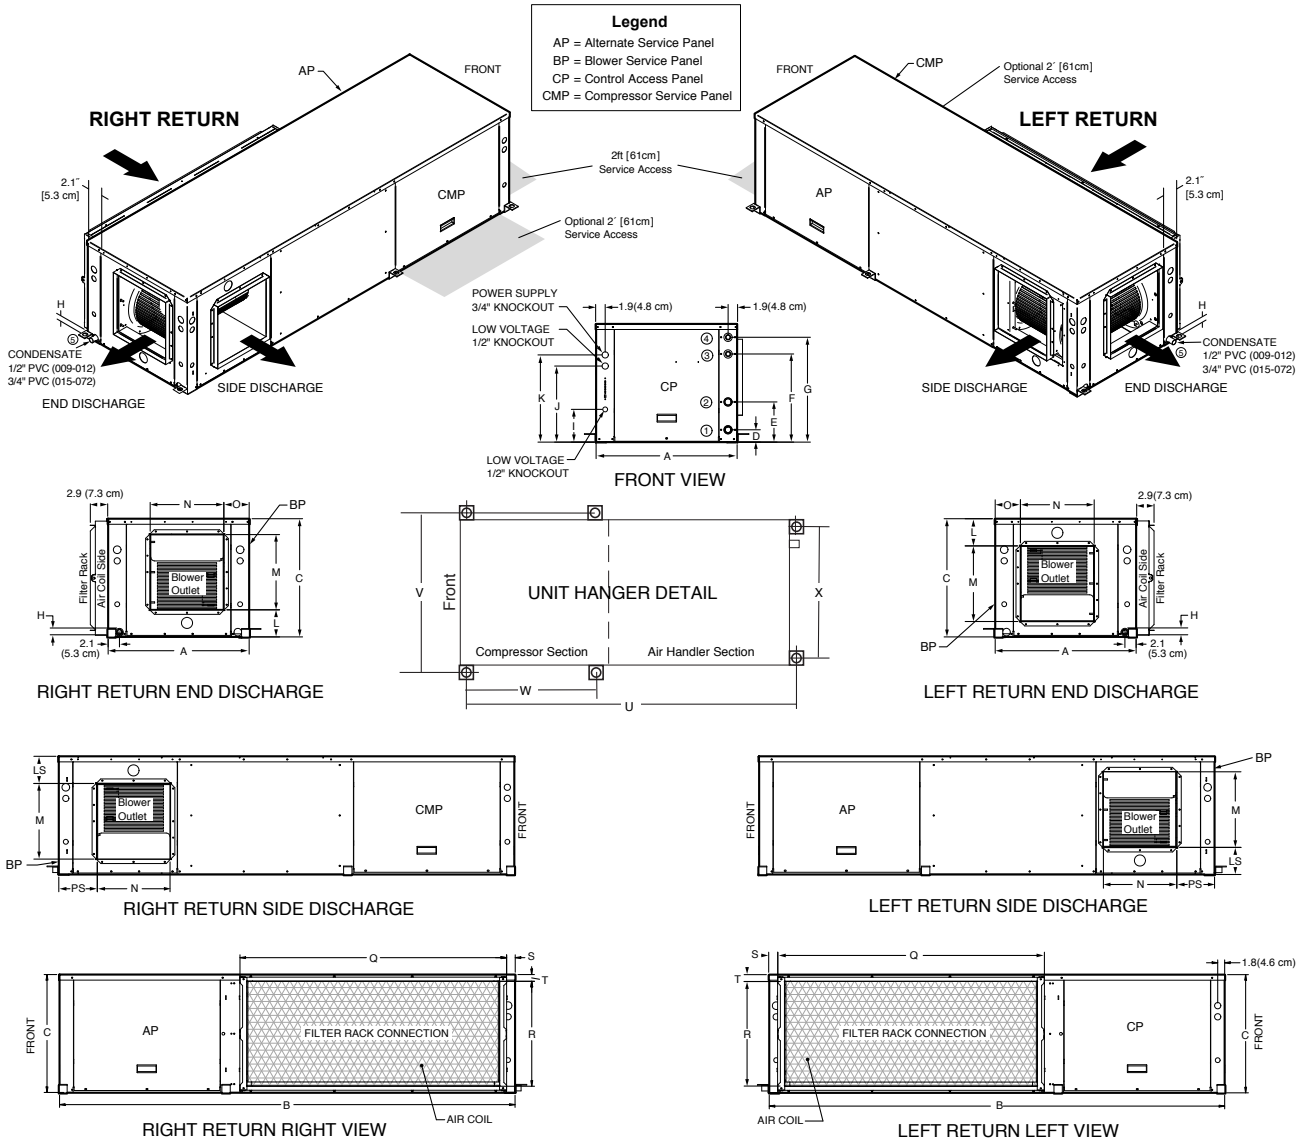 Legend
AP = Alternate Service Panel
BP = Blower Service Panel
CP = Control Access Panel
CMP = Compressor Service Panel
AP
FRONT
RIGHT RETURN
2.1″
[5.3 cm]
CMP
H
5
CONDENSATE
1/2" PVC (009-012)
3/4" PVC (015-072)
END DISCHARGE
SIDE DISCHARGE
2ft [61cm]
Service Access
Optional 2´ [61cm]
Service Access
FRONT
CMP
Optional 2´ [61cm]
Service Access
LEFT RETURN
2.1"
[5.3 cm]
AP
H
5
CONDENSATE
1/2" PVC (009-012)
3/4" PVC (015-072)
SIDE DISCHARGE
END DISCHARGE
POWER SUPPLY
3/4" KNOCKOUT
LOW VOLTAGE
1/2" KNOCKOUT
1.9(4.8 cm)
1.9(4.8 cm)
4
3
2
1
CP
K
J
I
D
E
F
G
A
LOW VOLTAGE
1/2" KNOCKOUT
FRONT VIEW
2.9 (7.3 cm)
N
O
BP
Filter Rack
Air Coil Side
Blower
Outlet
M
C
L
H
2.1
(5.3 cm)
A
RIGHT RETURN END DISCHARGE
V
Front
UNIT HANGER DETAIL
X
Compressor Section
Air Handler Section
W
U
2.9(7.3 cm)
O
N
L
C
M
Blower
Outlet
Air Coil Side
Filter Rack
H
BP
2.1
(5.3 cm)
A
LEFT RETURN END DISCHARGE
LS
M
Blower
Outlet
CMP
FRONT
BP
PS
N
RIGHT RETURN SIDE DISCHARGE
BP
FRONT
AP
Blower
Outlet
M
LS
N
PS
LEFT RETURN SIDE DISCHARGE
Q
S
T
FRONT
C
AP
FILTER RACK CONNECTION
R
B
AIR COIL
RIGHT RETURN RIGHT VIEW
S
Q
1.8(4.6 cm)
T
R
FILTER RACK CONNECTION
CP
C
FRONT
B
AIR COIL
LEFT RETURN LEFT VIEW